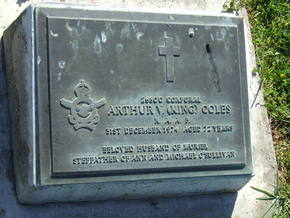 CORPORAL
ARTHUR V. (KING) COLES
R. A. A. F.
31ST DECEMBER 1974 AGED 72 YEARS
BELOVED HUSBAND OF
STEPFATHER OF ANN AND MICHAEL O'SULLIVAN